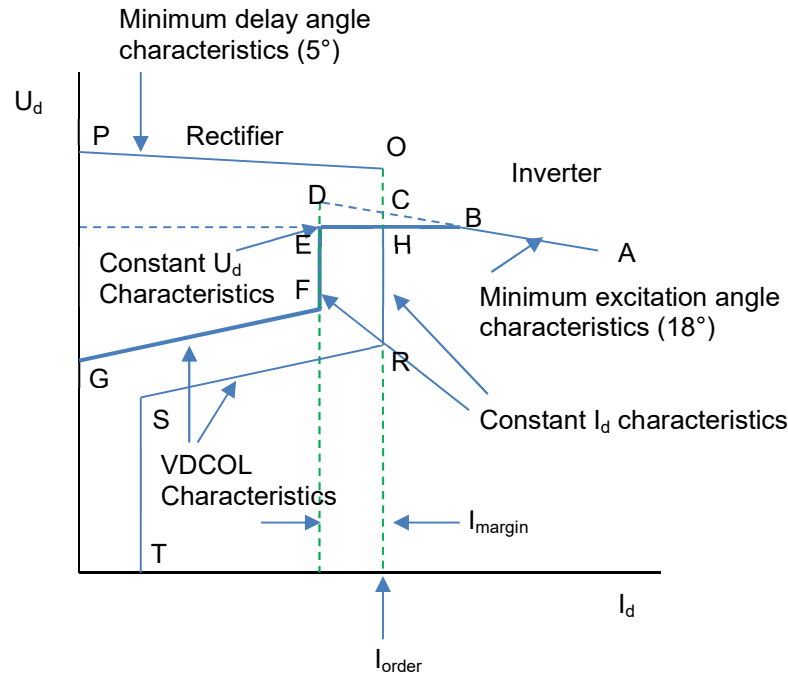 Minimum delay angle
characteristics (5°)
Ud
P
Rectifier
O
Inverter
D
C
B
E
H
A
Constant Ud
Characteristics
F
Minimum excitation angle
characteristics (18°)
G
R
S
Constant Id characteristics
VDCOL
Characteristics
Imargin
T
Id
Iorder